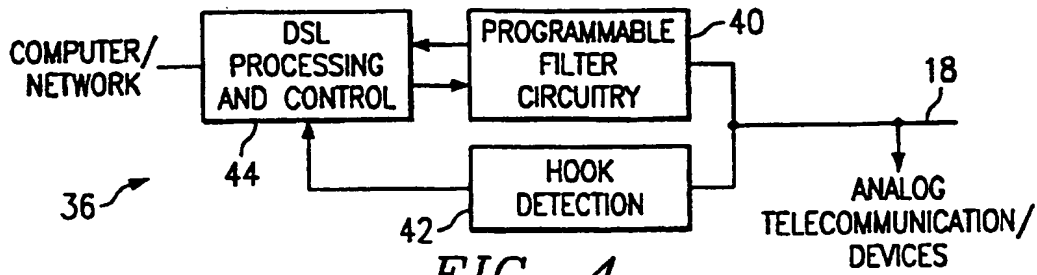 COMPUTER/
NETWORK
DSL
PROCESSING
AND CONTROL
44
PROGRAMMABLE
FILTER
CIRCUITRY
40
18
HOOK
DETECTION
42
36
ANALOG
TELECOMMUNICATION/
DEVICES
FIG. 4